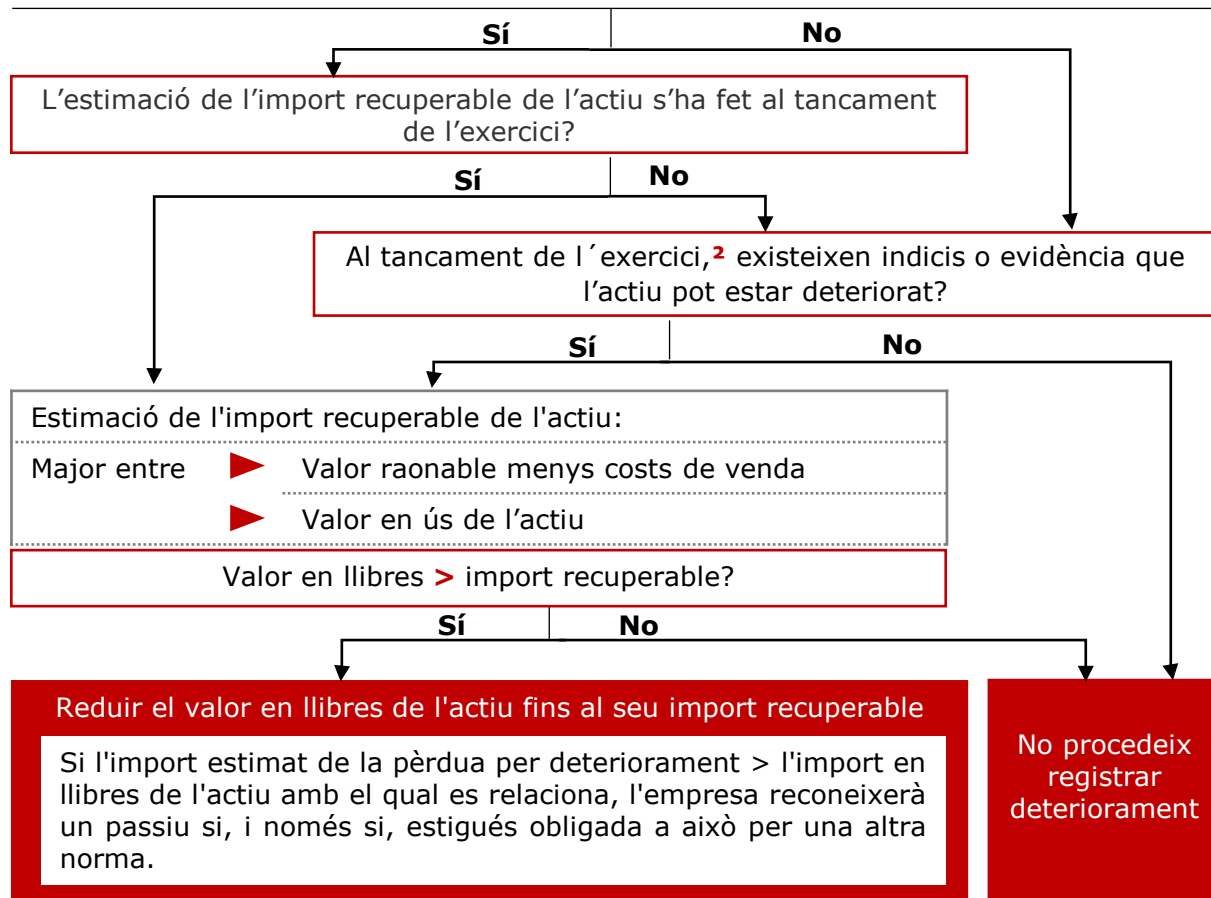 Sí
No
L’estimació de l’import recuperable de l’actiu s’ha fet al tancament
de l’exercici?
Sí
No
Al tancament de l´exercici,² existeixen indicis o evidència que
l’actiu pot estar deteriorat?
Sí
No
Estimació de l'import recuperable de l'actiu:
Major entre
Valor raonable menys costs de venda
Valor en ús de l’actiu
Valor en llibres > import recuperable?
Sí
No
Reduir el valor en llibres de l'actiu fins al seu import recuperable
Si l'import estimat de la pèrdua per deteriorament > l'import en
llibres de l'actiu amb el qual es relaciona, l'empresa reconeixerà
un passiu si, i només si, estigués obligada a això per una altra
norma.
No procedeix
registrar
deteriorament